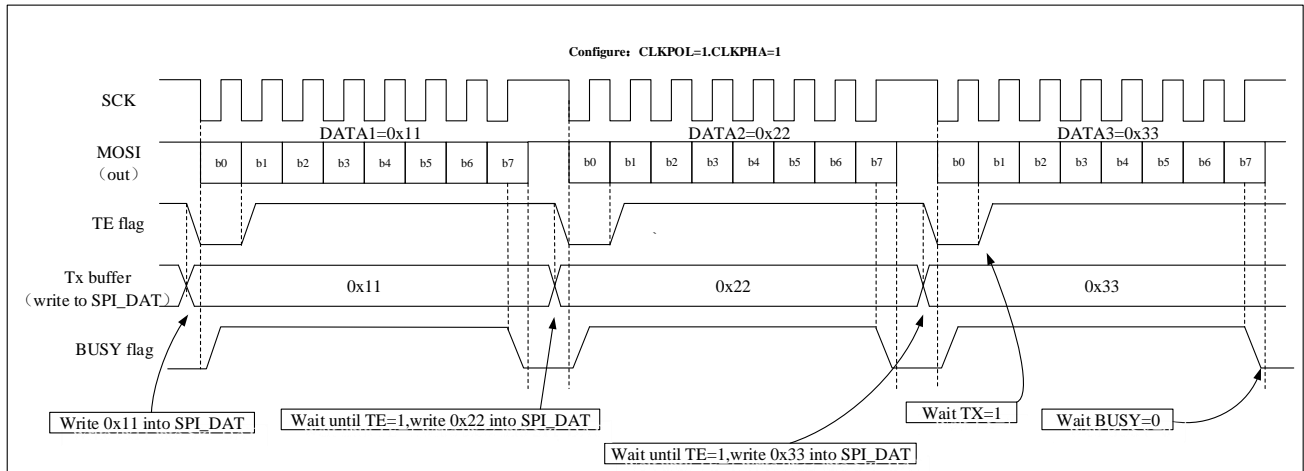 Configure：CLKPOL=1.CLKPHA=1
SCK
DATA1=0x11 DATA2=0x22 DATA3=0x33
MOSI
（out）
b0 b1 b2 b3 b4 b5 b6 b7 b0 b1 b2 b3 b4 b5 b6 b7 b0 b1 b2 b3 b4 b5 b6 b7
TE flag
Tx buffer
（write to SPI_DAT）
0x11 0x22 0x33
BUSY flag
Write 0x11 into SPI_DAT
Wait until TE=1,write 0x22 into SPI_DAT
Wait TX=1
Wait BUSY=0
Wait until TE=1,write 0x33 into SPI_DAT